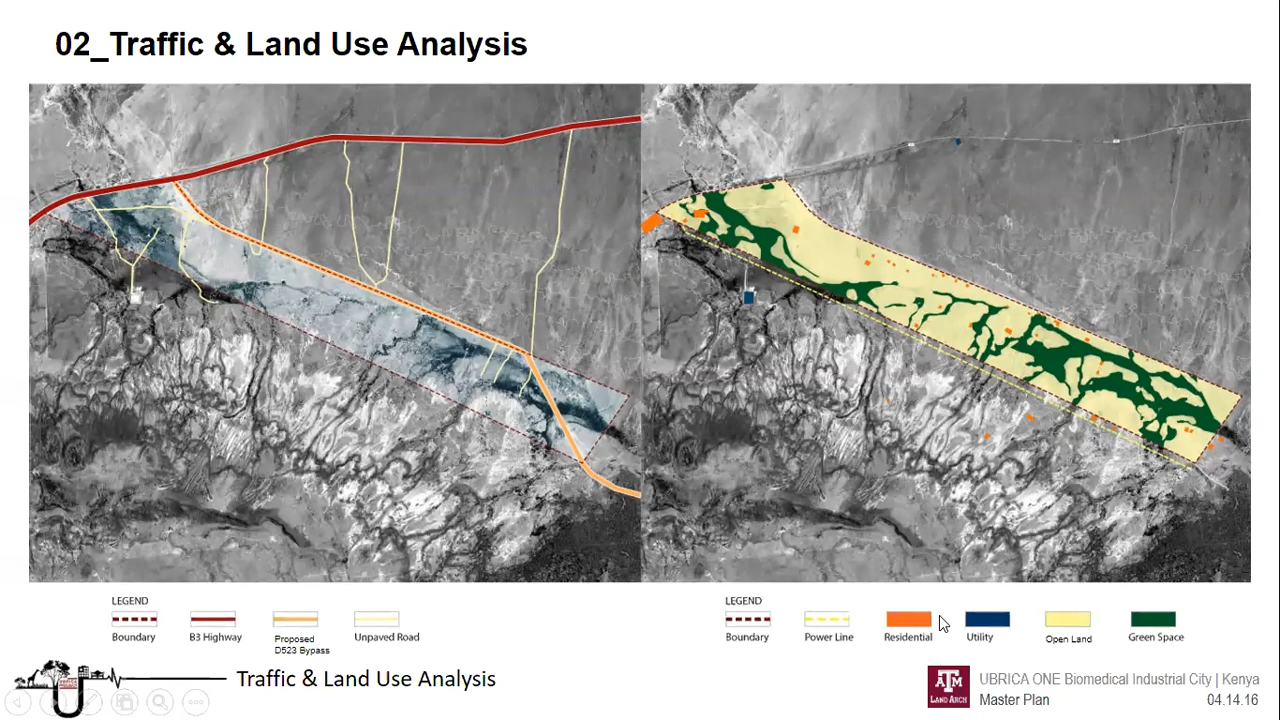 02_Traffic & Land Use Analysis
LEGEND
Boundary
B3 Highway
Proposed
D523 Bypass
Unpaved Road
LEGEND
Boundary
Power Line
Residential
Utility
Open Land
Green Space
Traffic & Land Use Analysis
ATM
LAND ARCH
UBRICA ONE Biomedical Industrial City | Kenya
Master Plan
04.14.16